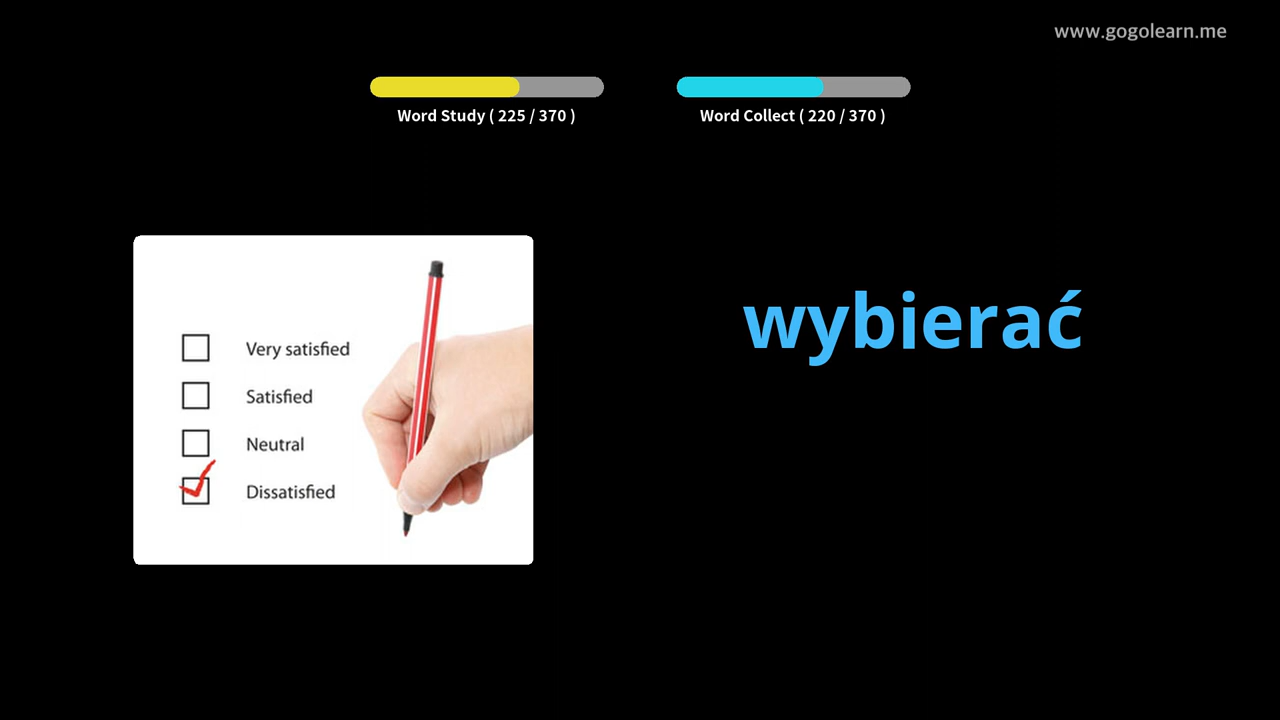 www.gogolearn.me
Word Study ( 225 / 370 )
Word Collect ( 220 / 370 )
wybierać
Very satisfied
Satisfied
Neutral
Dissatisfied